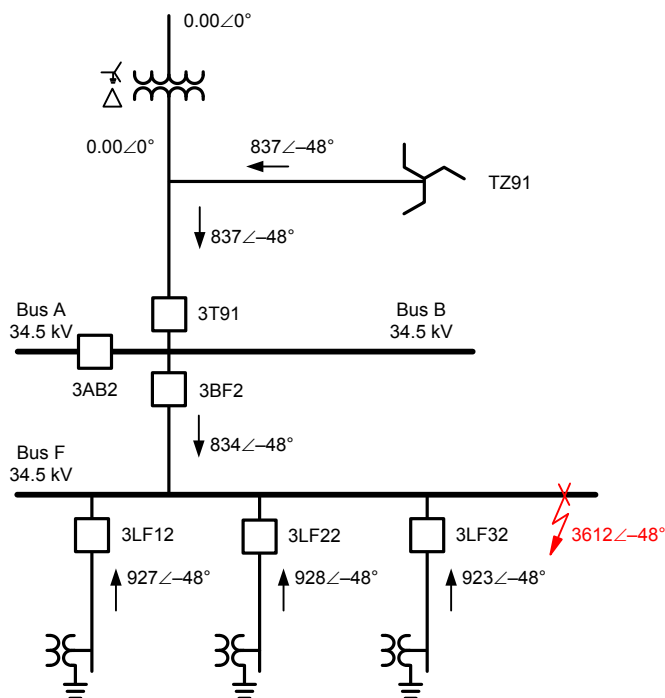 0.00∠0°
0.00∠0°
837∠–48°
TZ91
837∠–48°
Bus A
34.5 kV
3T91
Bus B
34.5 kV
3AB2
3BF2
834∠–48°
Bus F
34.5 kV
3LF12
3LF22
3LF32
3612∠–48°
927∠–48°
928∠–48°
923∠–48°